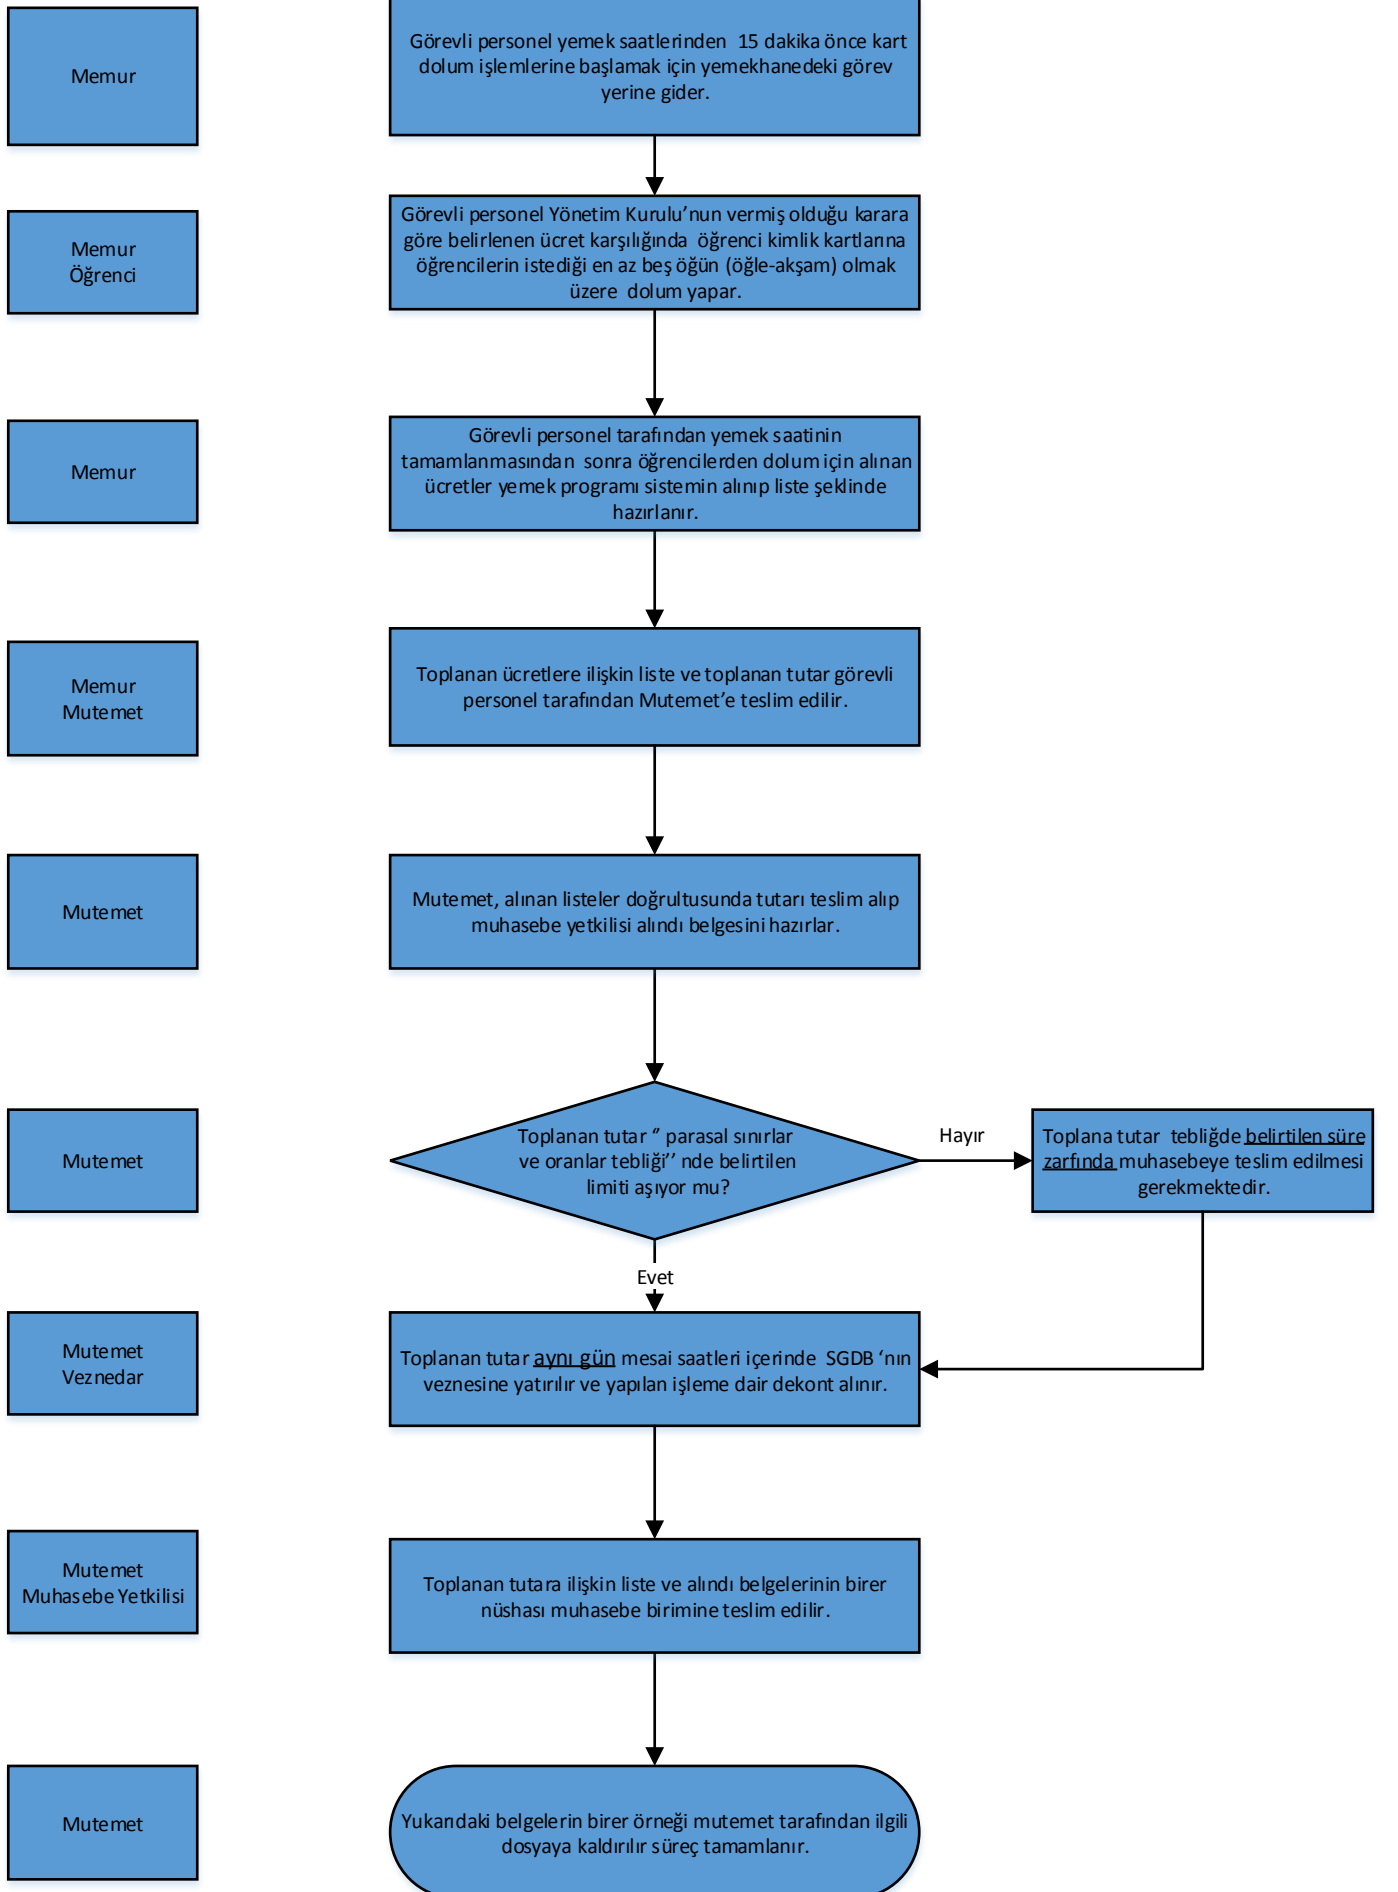 Memur
Görevli personel yemek saatlerinden 15 dakika önce kart
dolum işlemlerine başlamak için yemekhanedeki görev
yerine gider.
Memur
Öğrenci
Görevli personel Yönetim Kurulu’nun vermiş olduğu karara
göre belirlenen ücret karşılığında öğrenci kimlik kartlarına
öğrencilerin istediği en az beş öğün (öğle-akşam) olmak
üzere dolum yapar.
Memur
Görevli personel tarafından yemek saatinin
tamamlanmasından sonra öğrencilerden dolum için alınan
ücretler yemek programı sistemin alınıp liste şeklinde
hazırlanır.
Memur
Mutemet
Toplanan ücretlere ilişkin liste ve toplanan tutar görevli
personel tarafından Mutemet’e teslim edilir.
Mutemet
Mutemet, alınan listeler doğrultusunda tutarı teslim alıp
muhasebe yetkilisi alındı belgesini hazırlar.
Mutemet
Toplanan tutar ‘’ parasal sınırlar
ve oranlar tebliği’’ nde belirtilen
limiti aşıyor mu?
Hayır
Toplana tutar tebliğde belirtilen süre
zarfında muhasebeye teslim edilmesi
gerekmektedir.
Evet
Mutemet
Veznedar
Toplanan tutar aynı gün mesai saatleri içinde SGDB ‘nın
veznesine yatırılır ve yapılan işleme dair dekont alınır.
Mutemet
Muhasebe Yetkilisi
Toplanan tutara ilişkin liste ve alındı belgelerinin birer
nüshası muhasebe birimine teslim edilir.
Mutemet
Yukarıdaki belgelerin birer örneği mutemet tarafından ilgili
dosyaya kaldırılır süreç tamamlanır.